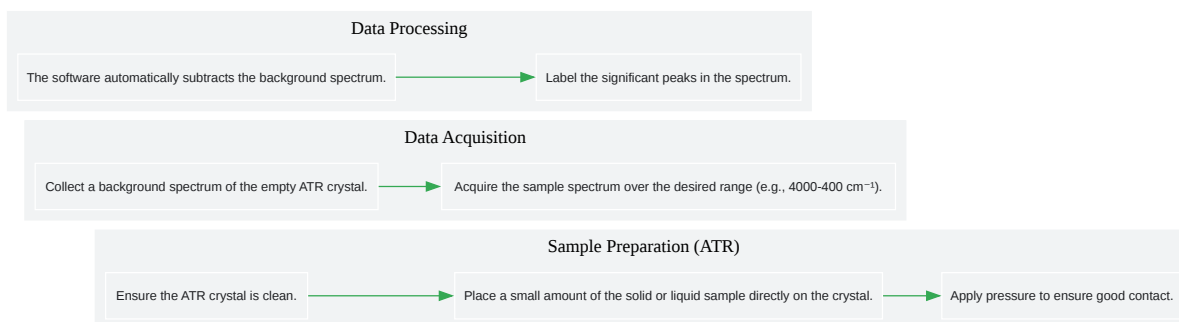 Data Processing
The software automatically subtracts the background spectrum.
Label the significant peaks in the spectrum.
Data Acquisition
Collect a background spectrum of the empty ATR crystal.
Acquire the sample spectrum over the desired range (e.g., 4000-400 cm⁻¹).
Sample Preparation (ATR)
Ensure the ATR crystal is clean.
Place a small amount of the solid or liquid sample directly on the crystal.
Apply pressure to ensure good contact.